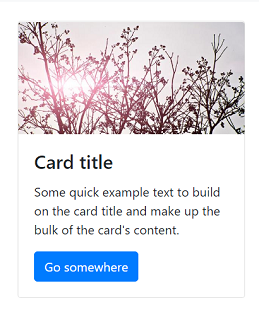 Card title
Some quick example text to build
on the card title and make up the
bulk of the card's content.
Go somewhere